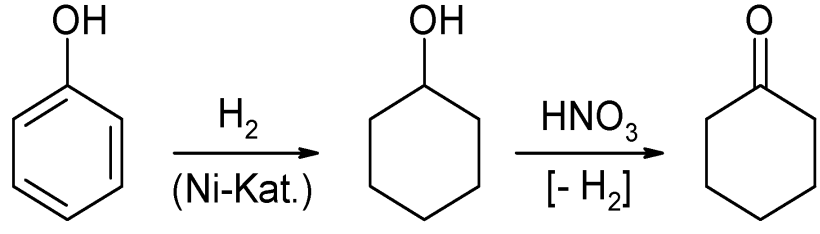 OH
H₂
(Ni-Kat.)
OH
HNO₃
[- H₂]
O